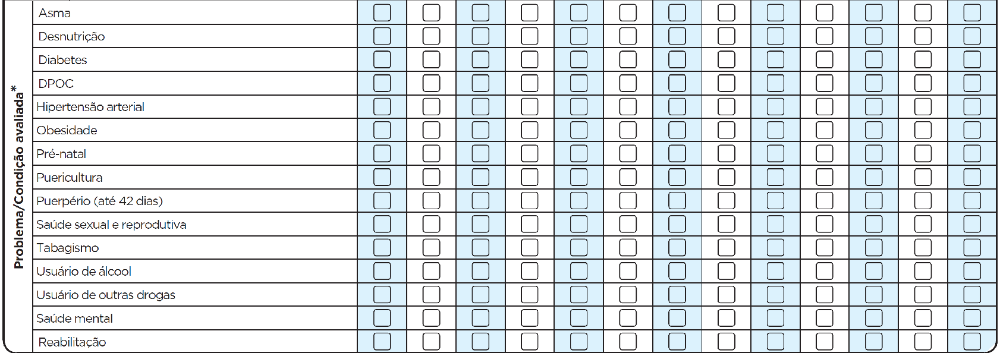 Problema/Condição avaliada*
Asma
Desnutrição
Diabetes
DPOC
Hipertensão arterial
Obesidade
Pré-natal
Puericultura
Puerpério (até 42 dias)
Saúde sexual e reprodutiva
Tabagismo
Usuário de álcool
Usuário de outras drogas
Saúde mental
Reabilitação